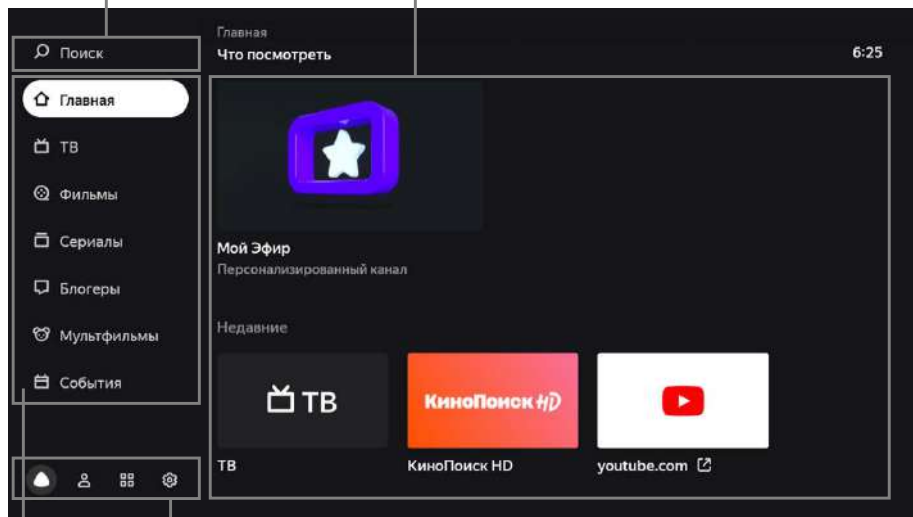 Поиск
Главная
ТВ
Фильмы
Сериалы
Блогеры
Мультфильмы
События
Главная
Что посмотреть
6:25
Мой Эфир
Персонализированный канал
Недавние
ТВ
КиноПоиск HD
ТВ
КиноПоиск HD
youtube.com